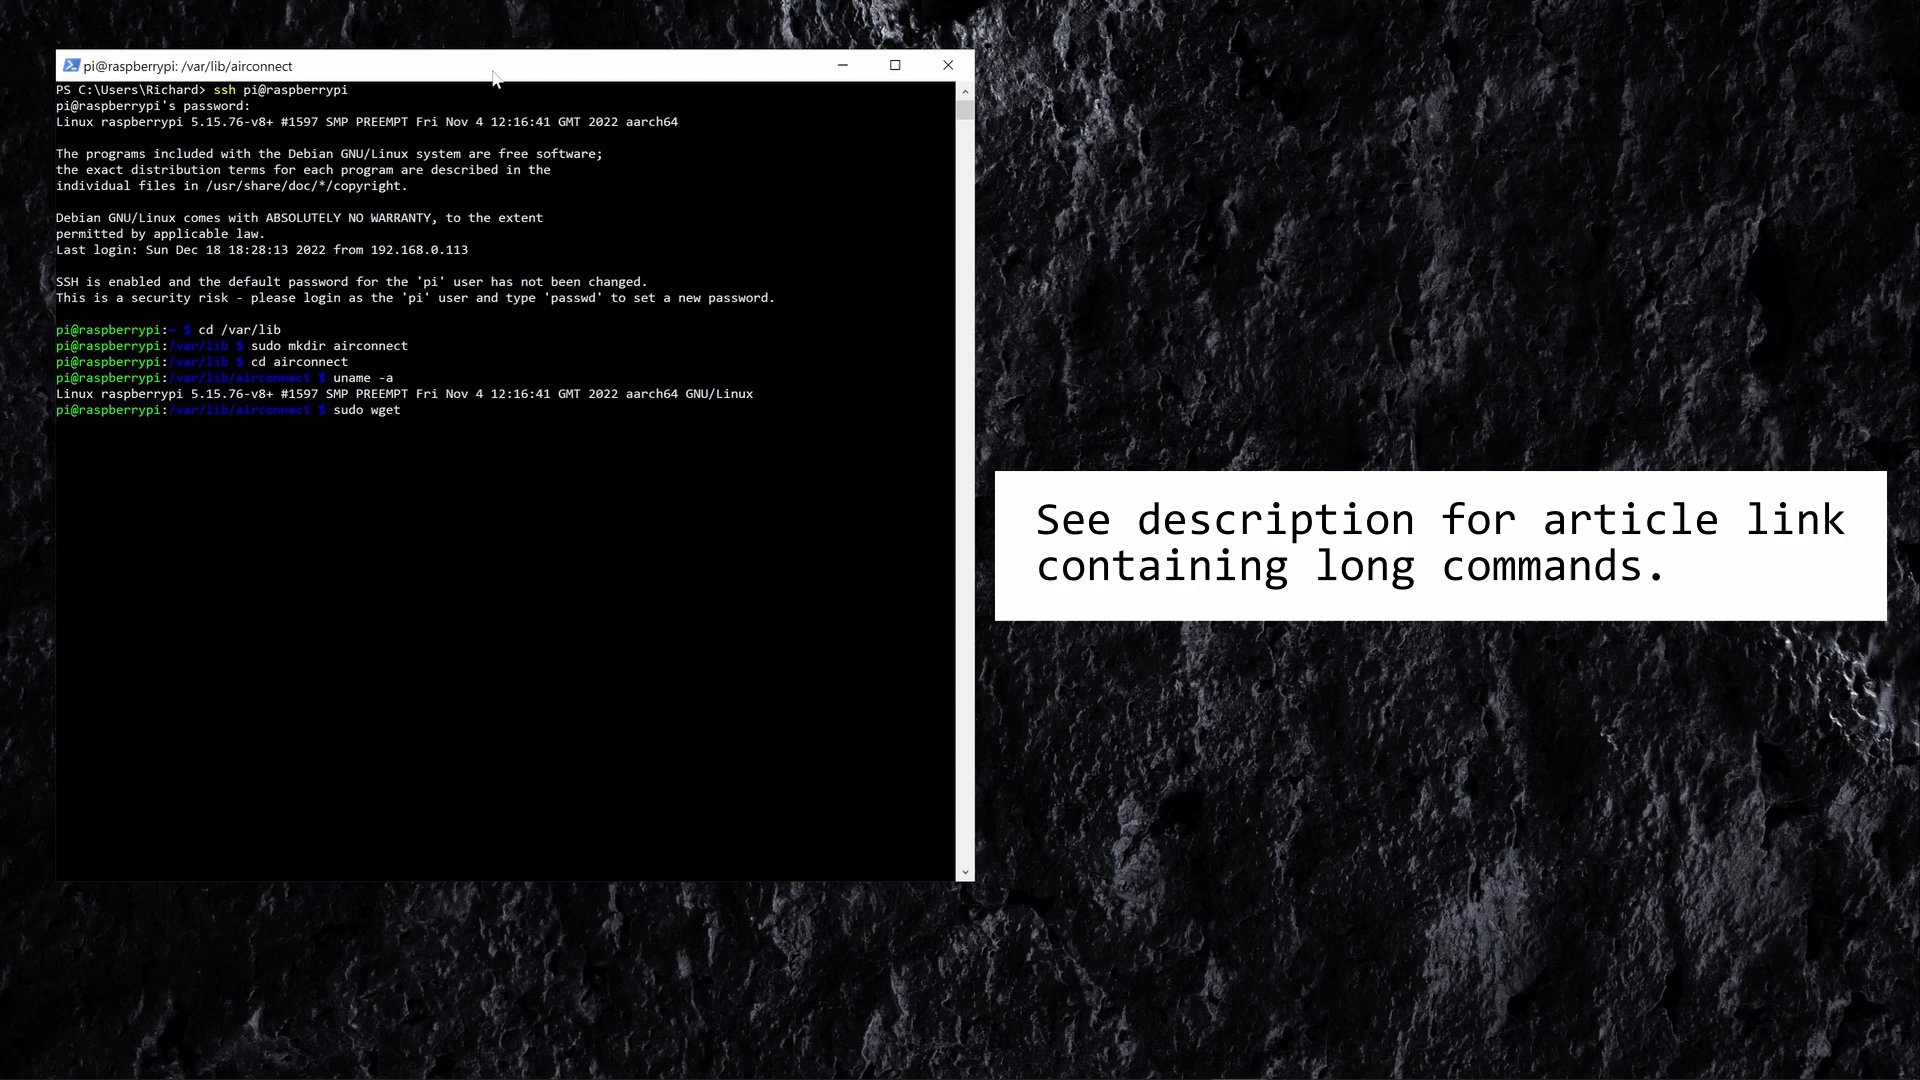 pi@raspberrypi: /var/lib/airconnect
PS C:\Users\Richard> ssh pi@raspberrypi
pi@raspberrypi's password:
Linux raspberrypi 5.15.76-v8+ #1597 SMP PREEMPT Fri Nov 4 12:16:41 GMT 2022 aarch64
The programs included with the Debian GNU/Linux system are free software;
the exact distribution terms for each program are described in the
individual files in /usr/share/doc/*/copyright.
Debian GNU/Linux comes with ABSOLUTELY NO WARRANTY, to the extent
permitted by applicable law.
Last login: Sun Dec 18 18:28:13 2022 from 192.168.0.113
SSH is enabled and the default password for the 'pi' user has not been changed.
This is a security risk - please login as the 'pi' user and type 'passwd' to set a new password.
pi@raspberrypi:~ $ cd /var/lib
pi@raspberrypi:/var/lib $ sudo mkdir airconnect
pi@raspberrypi:/var/lib $ cd airconnect
pi@raspberrypi:/var/lib/airconnect $ uname -a
Linux raspberrypi 5.15.76-v8+ #1597 SMP PREEMPT Fri Nov 4 12:16:41 GMT 2022 aarch64 GNU/Linux
pi@raspberrypi:/var/lib/airconnect $ sudo wget
See description for article link
containing long commands.